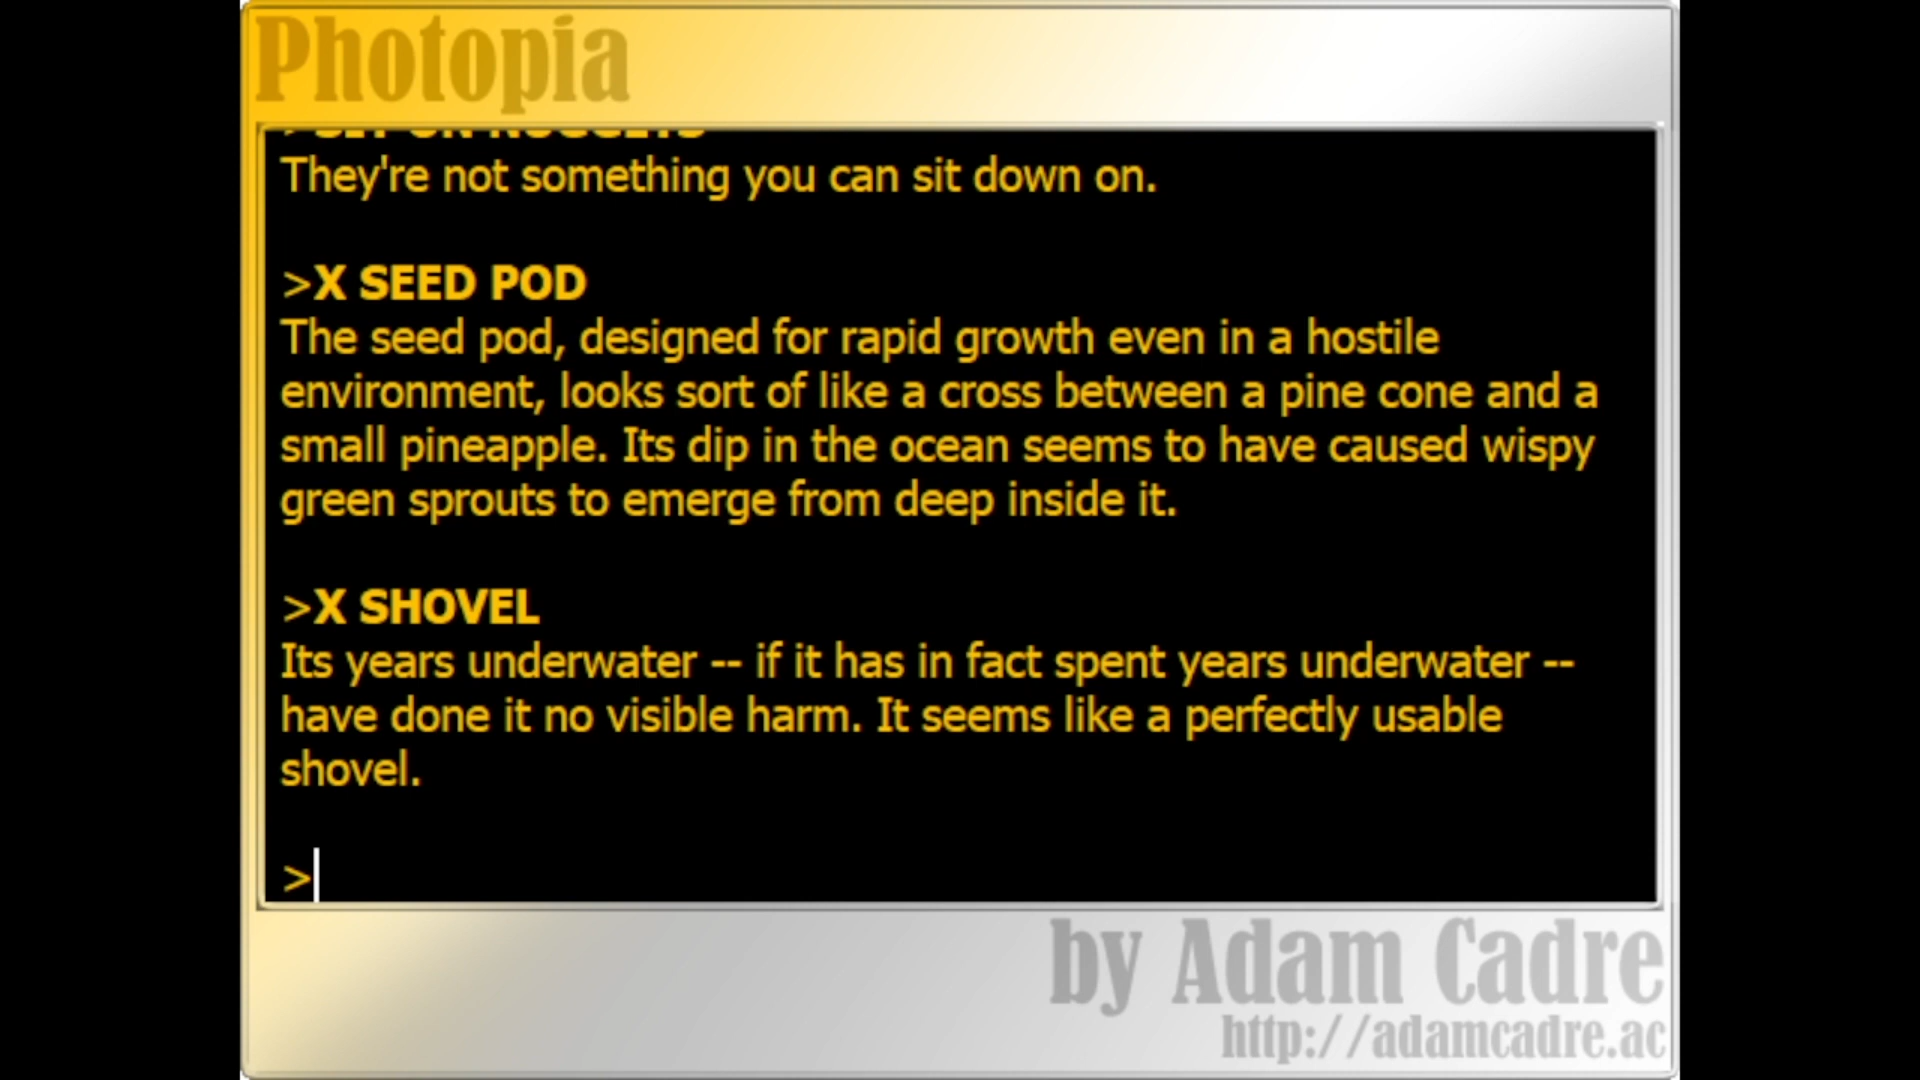 Photopia
They're not something you can sit down on.
>X SEED POD
The seed pod, designed for rapid growth even in a hostile
environment, looks sort of like a cross between a pine cone and a
small pineapple. Its dip in the ocean seems to have caused wispy
green sprouts to emerge from deep inside it.
>X SHOVEL
Its years underwater -- if it has in fact spent years underwater --
have done it no visible harm. It seems like a perfectly usable
shovel.
>
by Adam Cadre
http://adamcadre.ac